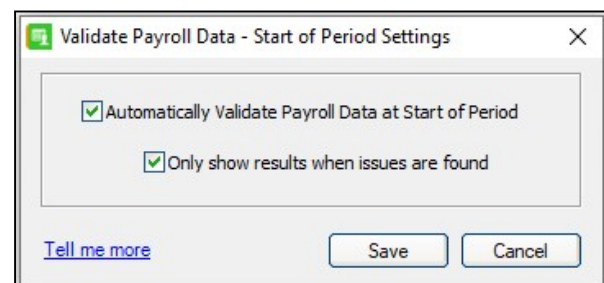 Validate Payroll Data - Start of Period Settings
Automatically Validate Payroll Data at Start of Period
Only show results when issues are found
Tell me more
Save
Cancel